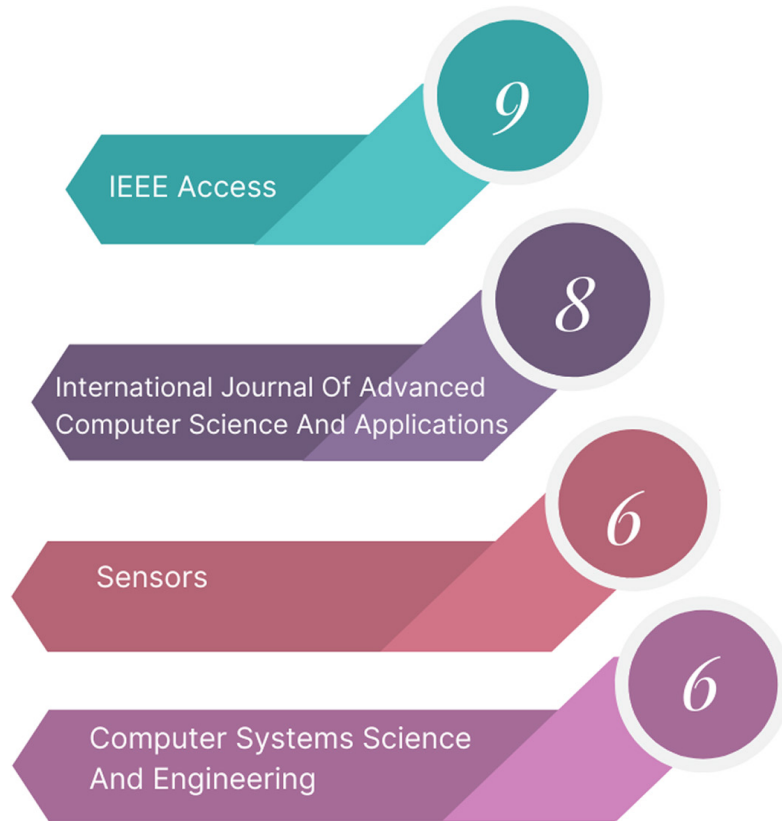 9
IEEE Access
8
International Journal Of Advanced
Computer Science And Applications
6
Sensors
6
Computer Systems Science
And Engineering